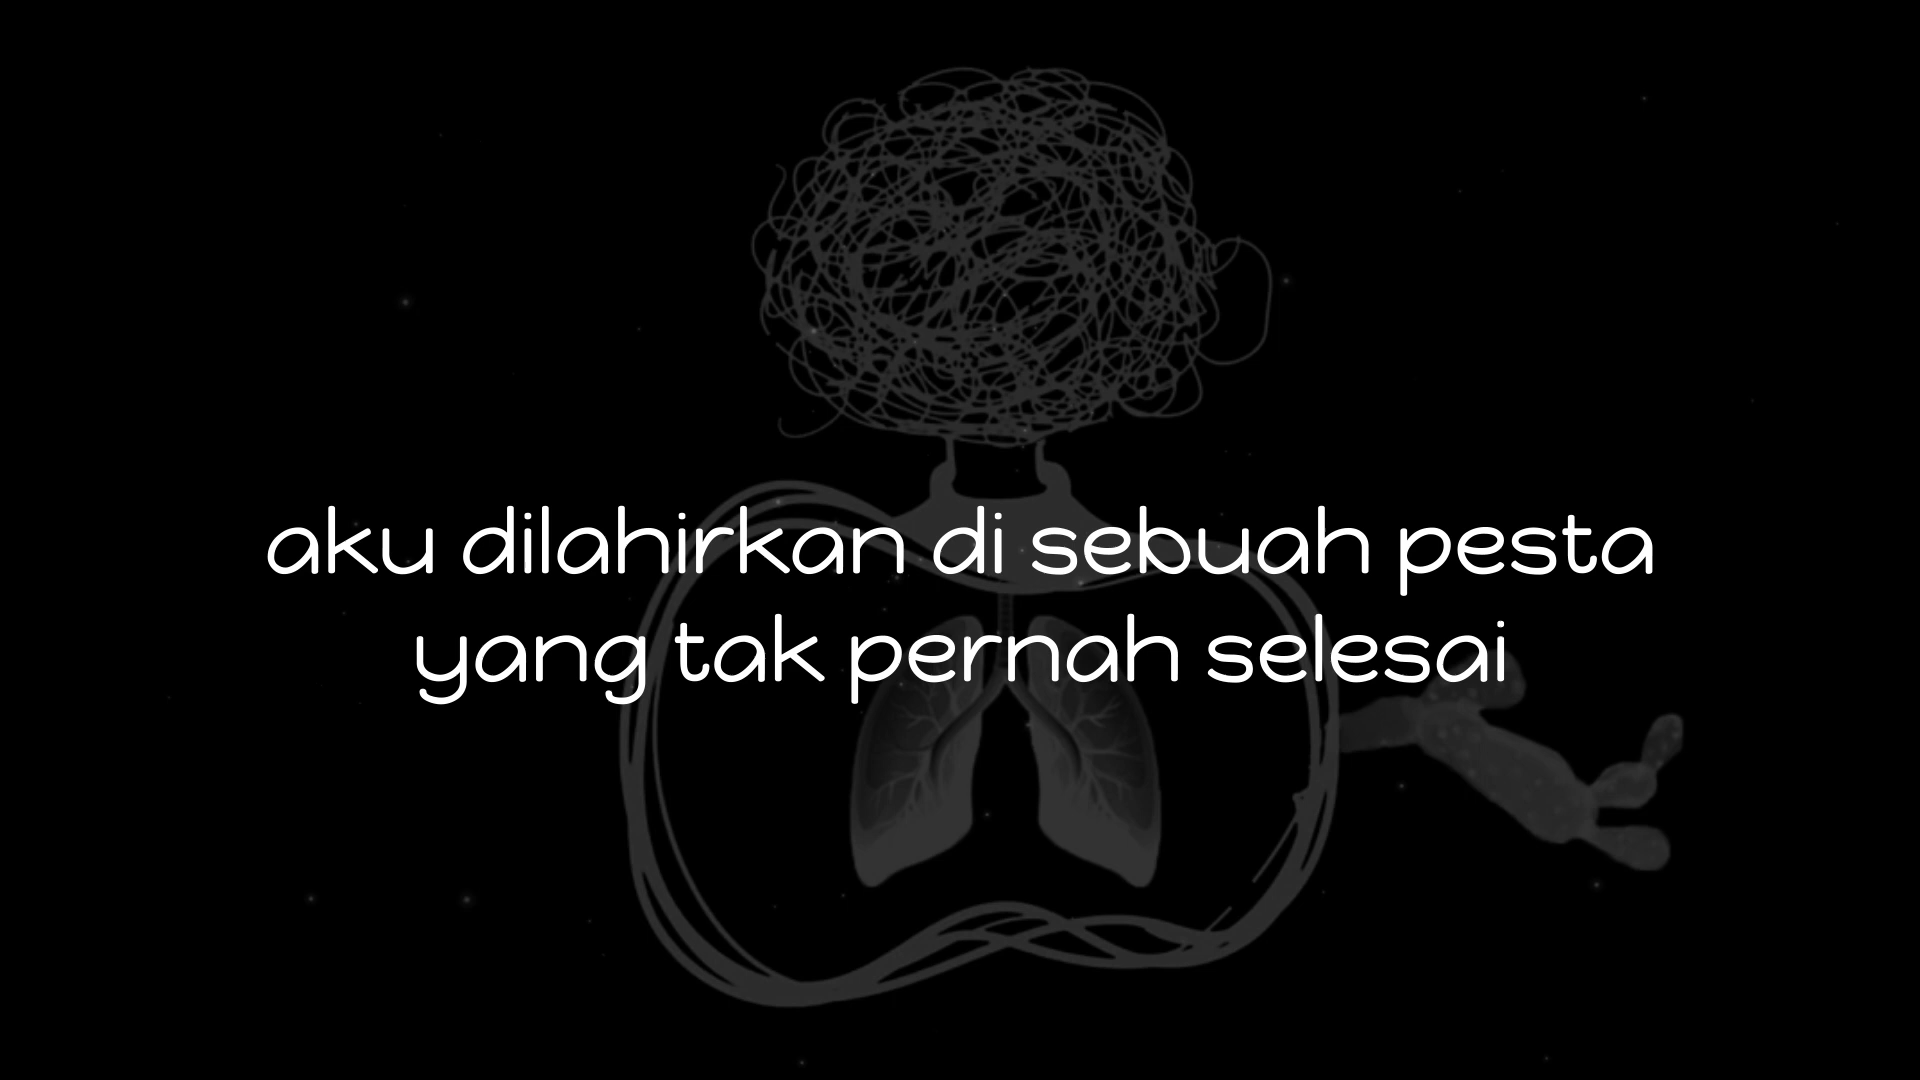 aku dilahirkan di sebuah pesta
yang tak pernah selesai